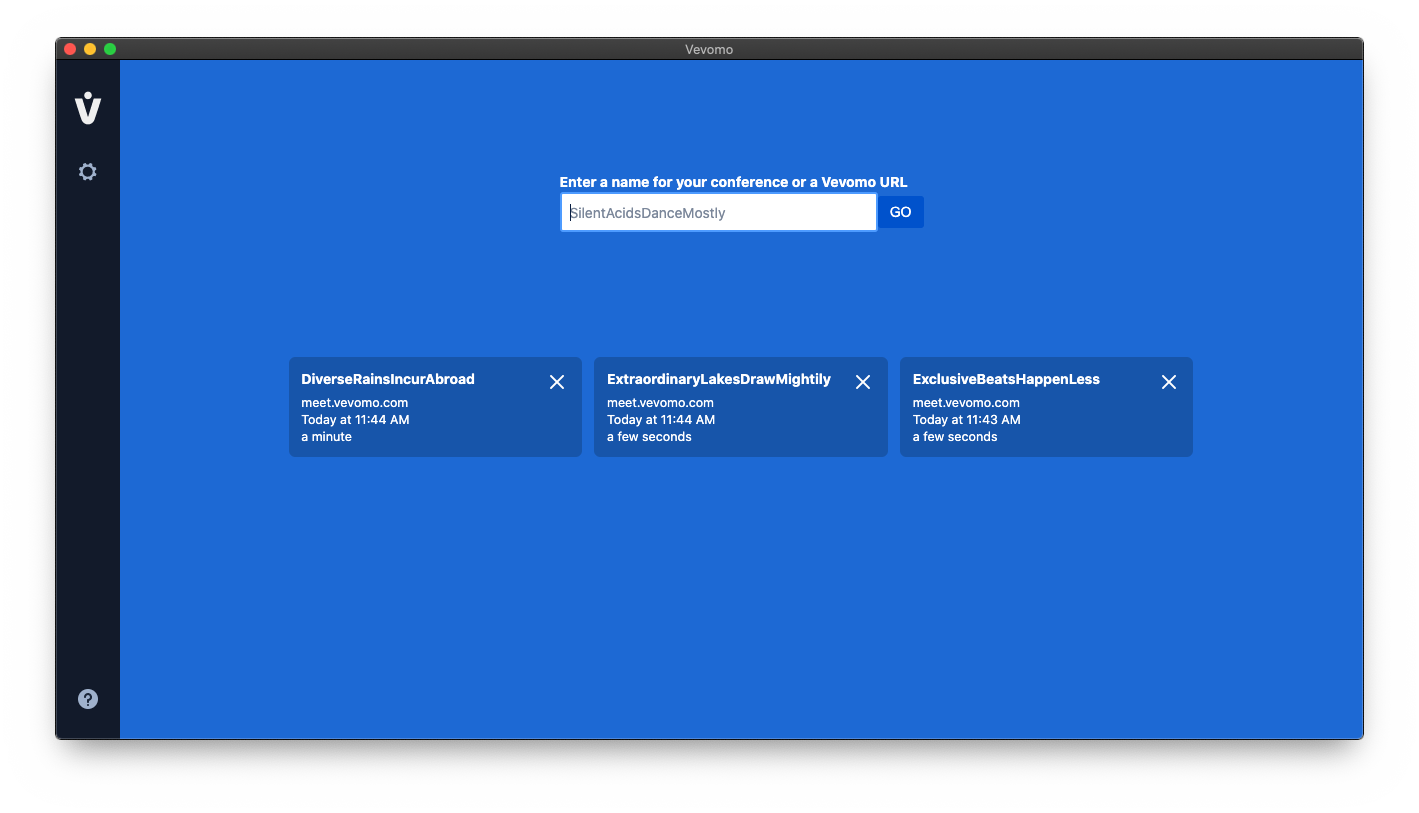 Vevomo
Enter a name for your conference or a Vevomo URL
SilentAcidsDanceMostly
GO
DiverseRainsIncurAbroad
meet.vevomo.com
Today at 11:44 AM
a minute
ExtraordinaryLakesDrawMightily
meet.vevomo.com
Today at 11:44 AM
a few seconds
ExclusiveBeatsHappenLess
meet.vevomo.com
Today at 11:43 AM
a few seconds
?